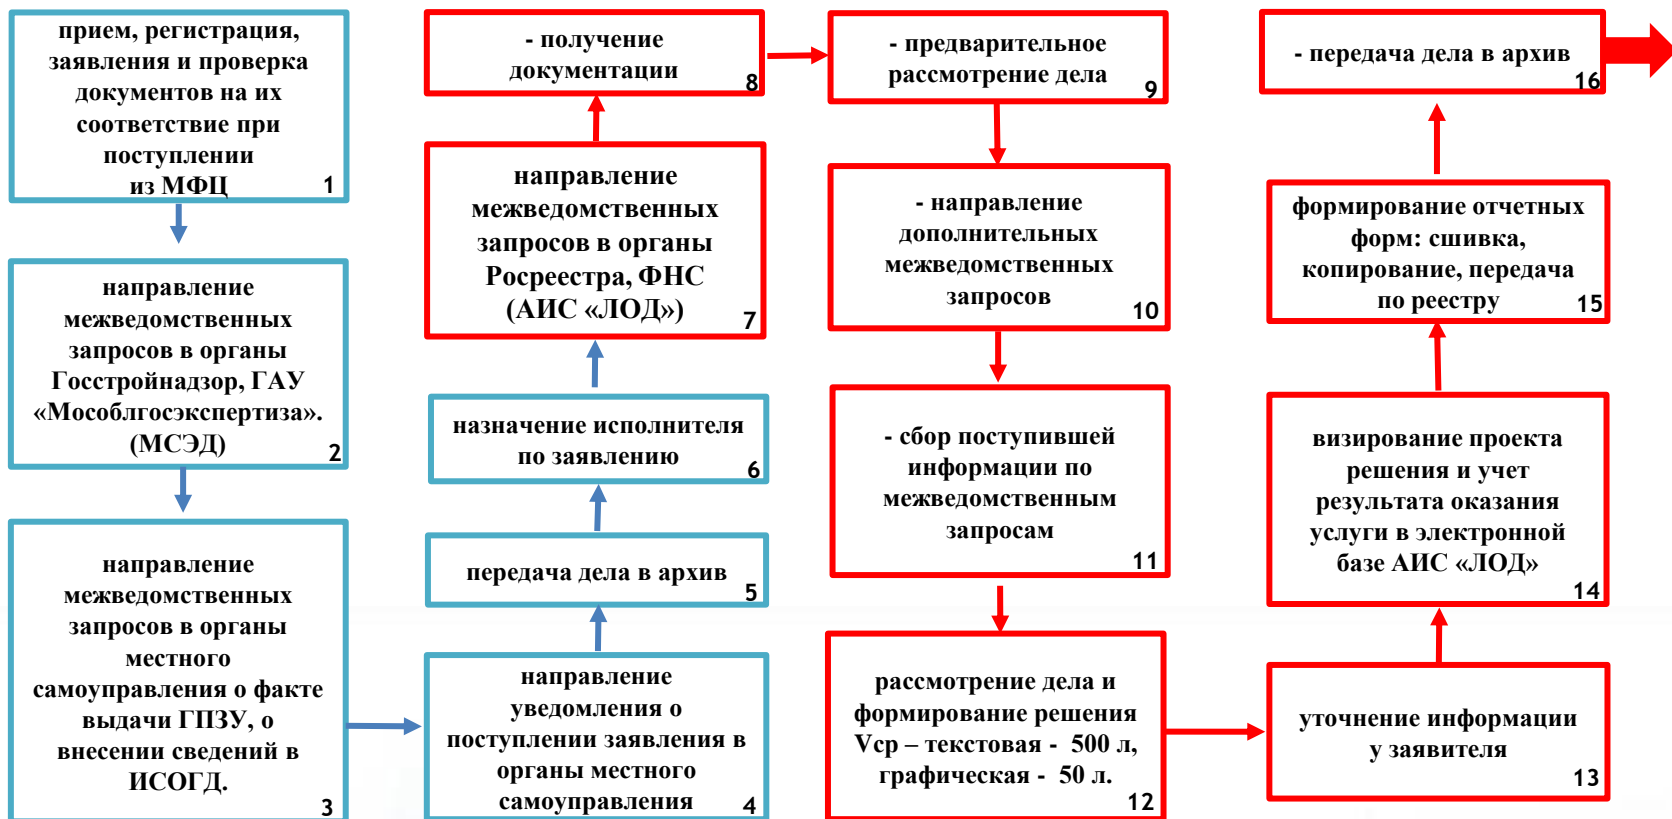 прием, регистрация,
заявления и проверка
документов на их
соответствие при
поступлении
из МФЦ
1
направление
межведомственных
запросов в органы
Госстройнадзор, ГАУ
«Мособлгосэкспертиза».
(МСЭД)
2
направление
межведомственных
запросов в органы
местного
самоуправления о факте
выдачи ГПЗУ, о
внесении сведений в
ИСОГД.
3
направление
уведомления о
поступлении заявления в
органы местного
самоуправления
4
передача дела в архив
5
назначение исполнителя
по заявлению
6
направление
межведомственных
запросов в органы
Росреестра, ФНС
(АИС «ЛОД»)
7
- получение
документации
8
- предварительное
рассмотрение дела
9
- направление
дополнительных
межведомственных
запросов
10
- сбор поступившей
информации по
межведомственным
запросам
11
рассмотрение дела и
формирование решения
Vср – текстовая - 500 л,
графическая - 50 л.
12
уточнение информации
у заявителя
13
визирование проекта
решения и учет
результата оказания
услуги в электронной
базе АИС «ЛОД»
14
формирование отчетных
форм: сшивка,
копирование, передача
по реестру
15
- передача дела в архив
16